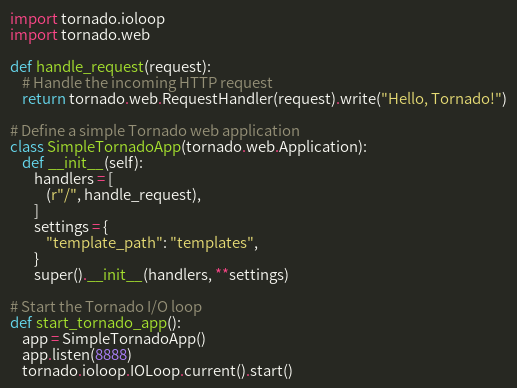 import tornado.ioloop
import tornado.web

def handle_request(request):
    # Handle the incoming HTTP request
    return tornado.web.RequestHandler(request).write("Hello, Tornado!")

# Define a simple Tornado web application
class SimpleTornadoApp(tornado.web.Application):
    def __init__(self):
        handlers = [
            (r"/", handle_request),
        ]
        settings = {
            "template_path": "templates",
        }
        super().__init__(handlers, **settings)

# Start the Tornado I/O loop
def start_tornado_app():
    app = SimpleTornadoApp()
    app.listen(8888)
    tornado.ioloop.IOLoop.current().start()